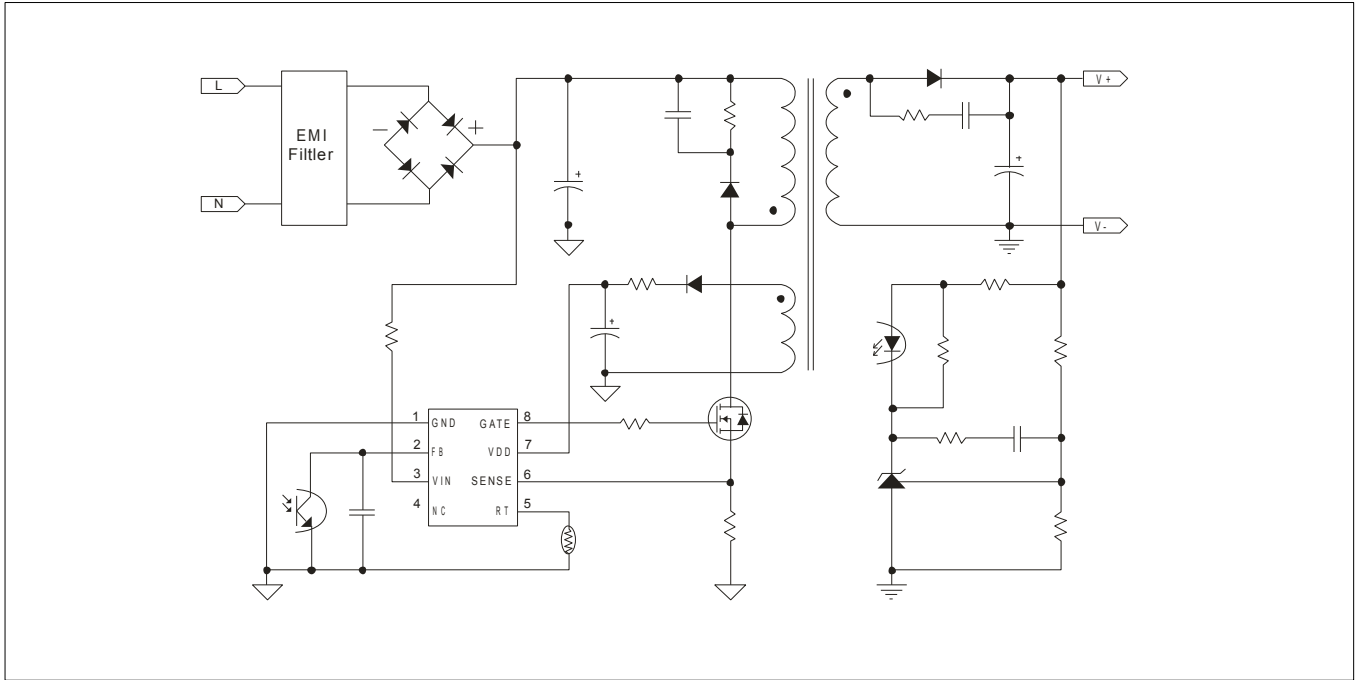 L
EMI
Filtler
N
−
+
+
+
V+
+
V-
1 GND GATE 8
2 FB VDD 7
3 VIN SENSE 6
4 NC RT 5